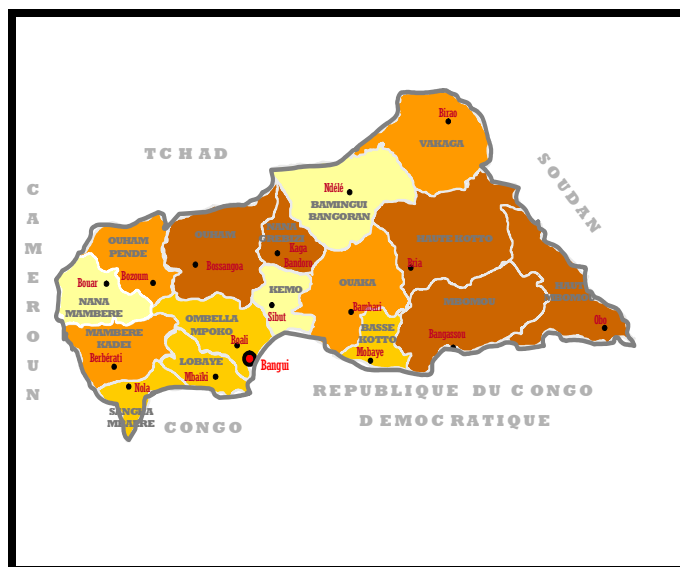 Birao
VAKAGA
TCHAD
SOUDAN
CAMEROUN
Ndélé
BAMINGUI
BANGORAN
OUHAM
PENDE
Kaga
Bandoro
Bossangoa
Bria
Bouar
Bozoum
OUAKA
KEMO
NANA
MAMBERE
Bambari
Sibut
OMBELLA
MPOKO
Obo
MAMBERE
KADEI
BASSE
KOTTO
Bangassou
Boali
Mobaye
Berbérati
LOBAYE
Bangui
Mbaïki
Nola
REPUBLIQUE DU CONGO
DEMOCRATIQUE
SANGHA
MBAERE
CONGO